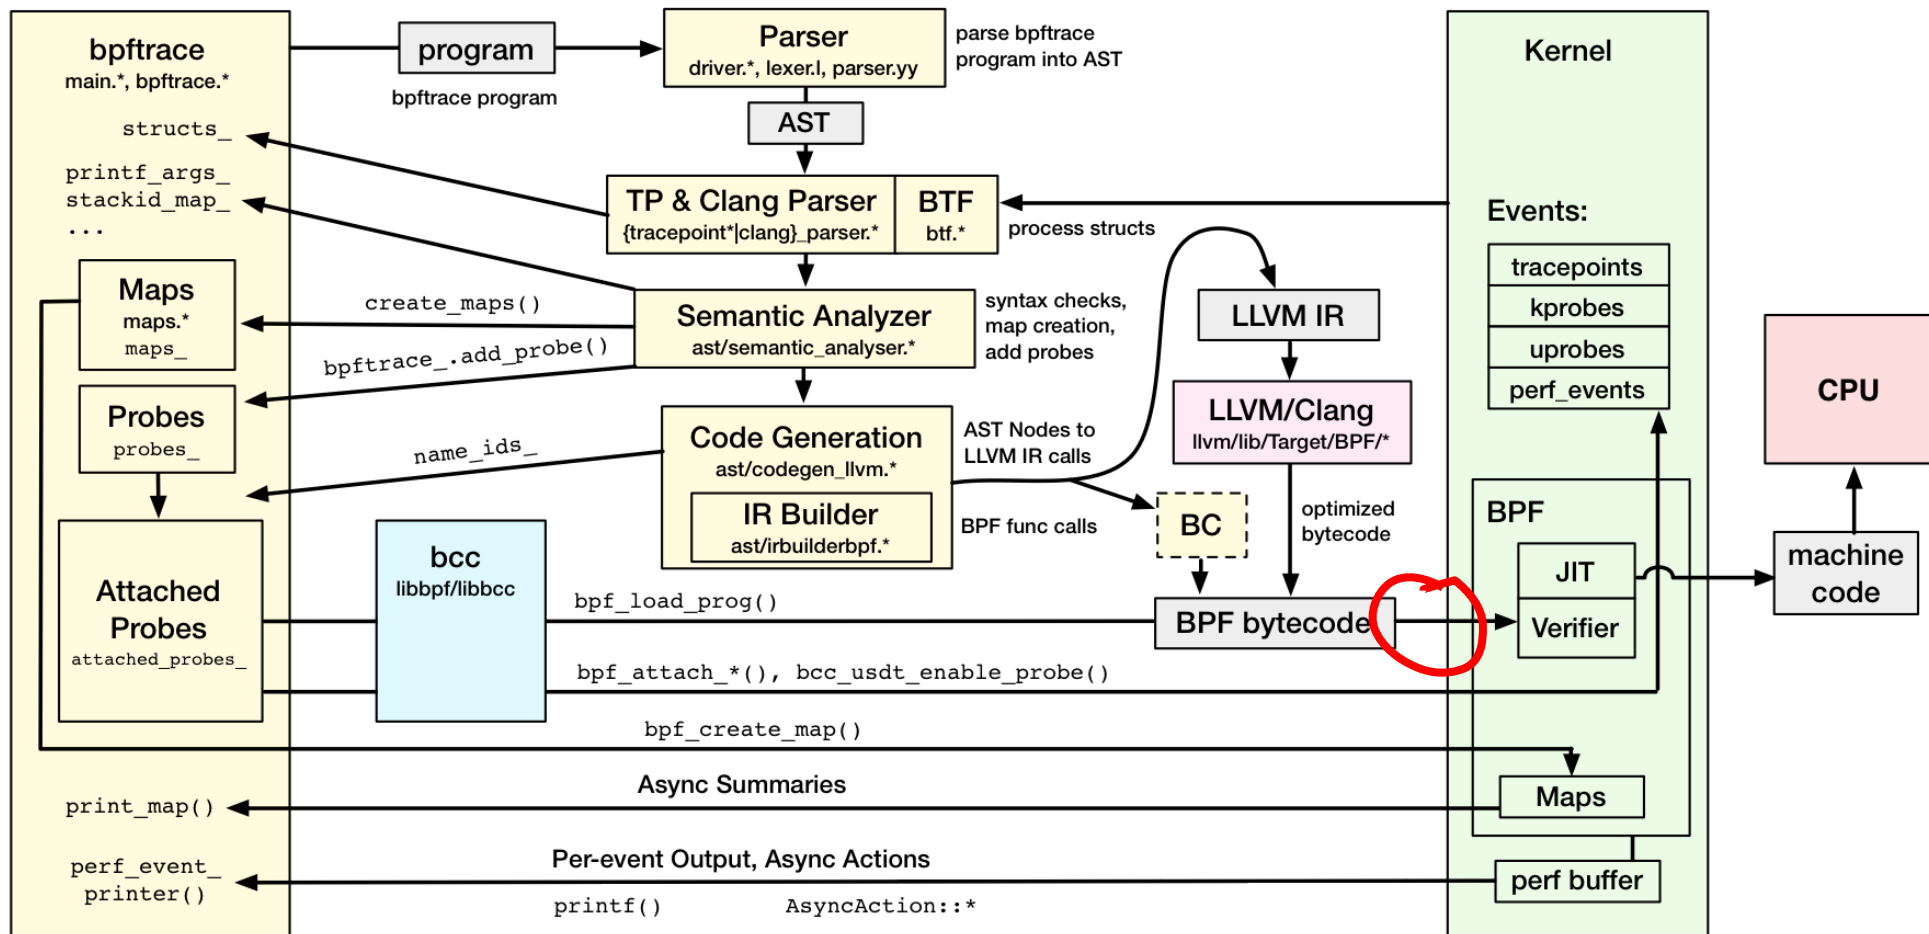 bpftrace
main.*, bpftrace.*
structs_
printf_args_
stackid_map_
...
Maps
maps.*
maps_
Probes
probes_
Attached
Probes
attached_probes_
print_map()
perf_event_
printer()
program
bpftrace program
Parser
driver.*, lexer.l, parser.yy
parse bpftrace
program into AST
AST
TP & Clang Parser
{tracepoint*|clang}_parser.*
BTF
btf.*
process structs
create_maps()
bpftrace_.add_probe()
name_ids_
Semantic Analyzer
ast/semantic_analyser.*
syntax checks,
map creation,
add probes
Code Generation
ast/codegen_llvm.*
IR Builder
ast/irbuilderbpf.*
AST Nodes to
LLVM IR calls
BPF func calls
LLVM IR
LLVM/Clang
llvm/lib/Target/BPF/*
optimized
bytecode
BC
bcc
libbpf/libbcc
bpf_load_prog()
BPF bytecode
bpf_attach_*(), bcc_usdt_enable_probe()
bpf_create_map()
Async Summaries
Per-event Output, Async Actions
printf()
AsyncAction::*
Kernel
Events:
tracepoints
kprobes
uprobes
perf_events
BPF
JIT
Verifier
Maps
perf buffer
CPU
machine
code